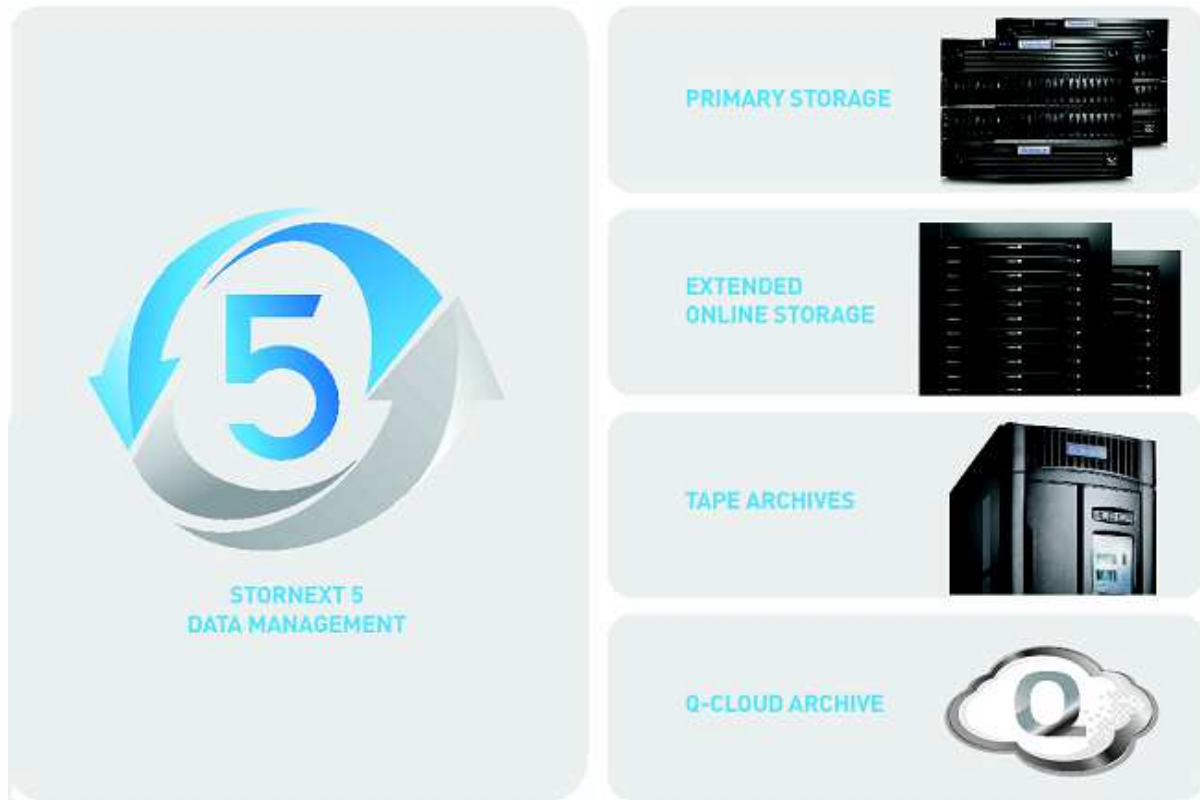 5
STORNEXT 5
DATA MANAGEMENT
PRIMARY STORAGE
EXTENDED
ONLINE STORAGE
TAPE ARCHIVES
Q-CLOUD ARCHIVE
Q